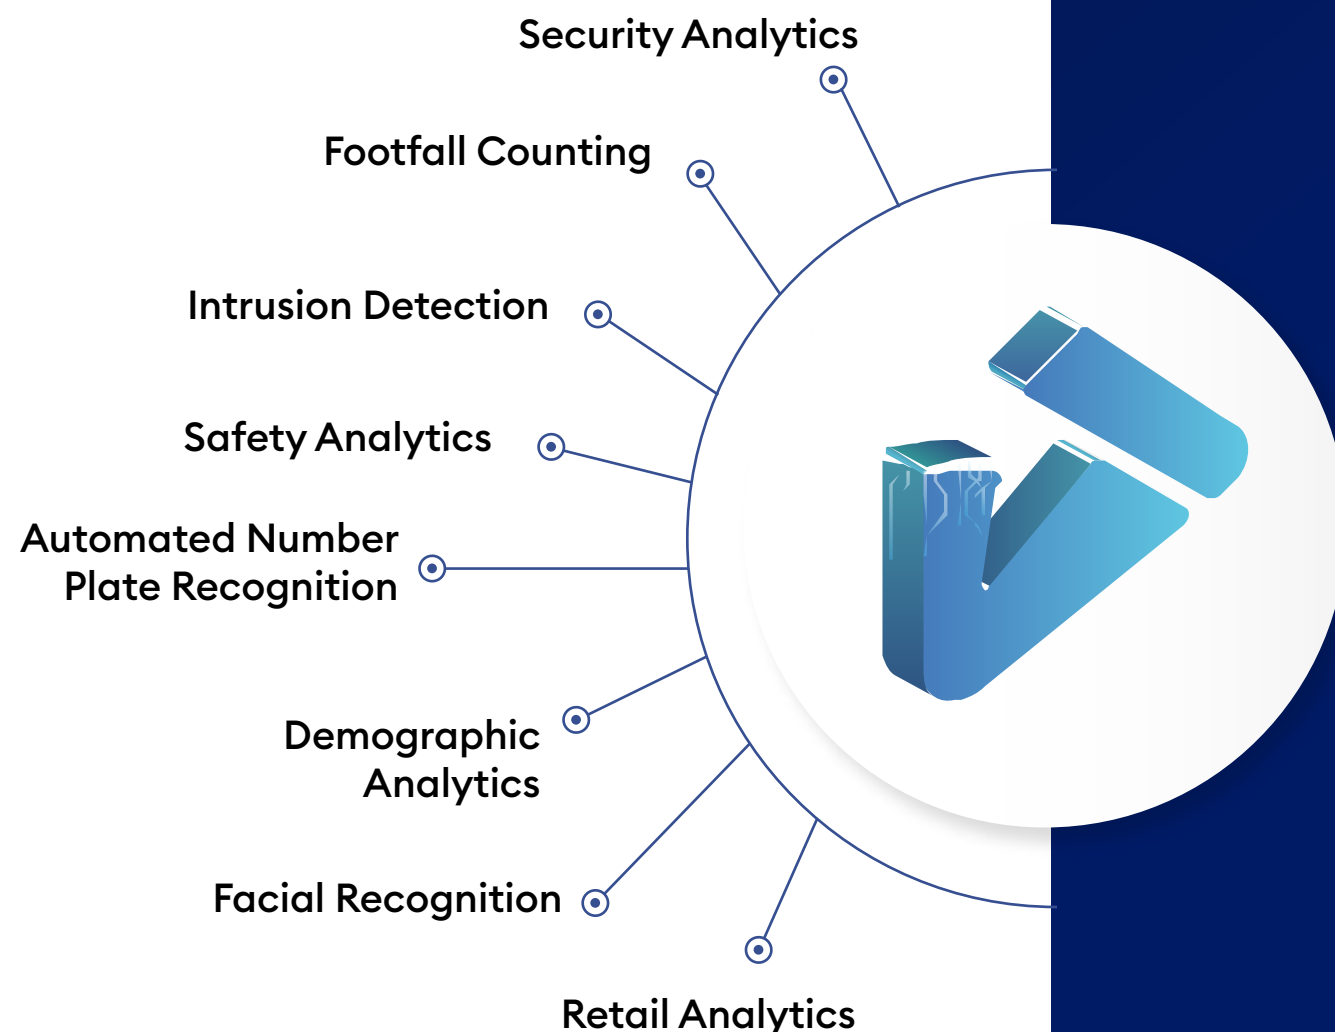 Security Analytics
Footfall Counting
Intrusion Detection
Safety Analytics
Automated Number
Plate Recognition
Demographic
Analytics
Facial Recognition
Retail Analytics